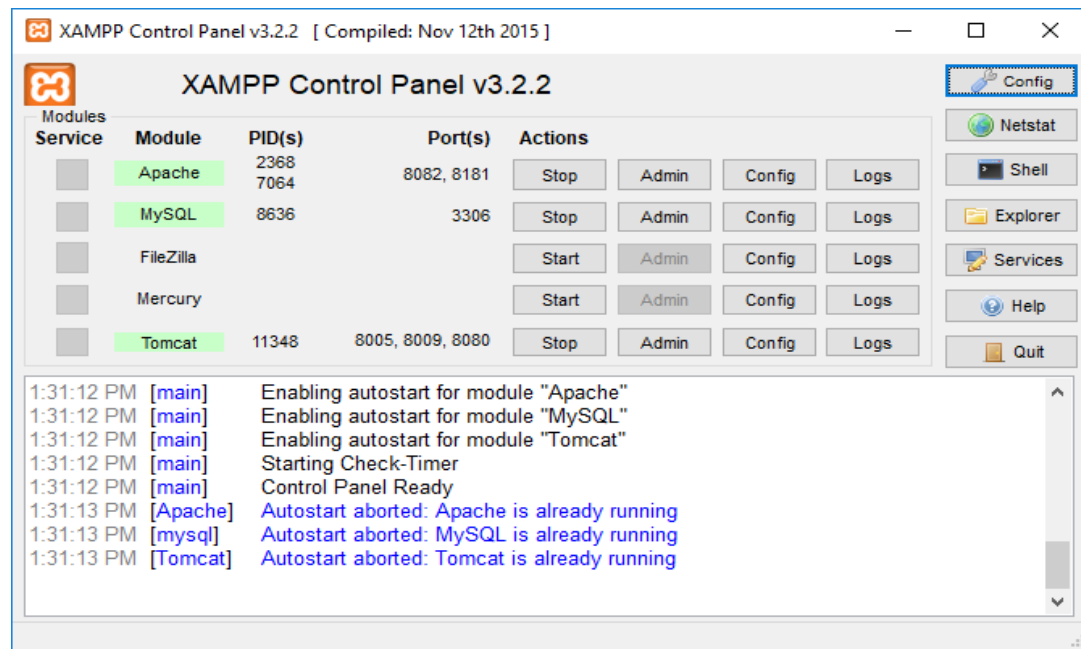 XAMPP Control Panel v3.2.2 [ Compiled: Nov 12th 2015 ]
XAMPP Control Panel v3.2.2
Config
Netstat
Shell
Explorer
Services
Help
Quit
Modules
Service Module PID(s) Port(s) Actions
Apache 2368 7064 8082, 8181 Stop Admin Config Logs
MySQL 8636 3306 Stop Admin Config Logs
FileZilla Start Admin Config Logs
Mercury Start Admin Config Logs
Tomcat 11348 8005, 8009, 8080 Stop Admin Config Logs
1:31:12 PM [main] Enabling autostart for module "Apache"
1:31:12 PM [main] Enabling autostart for module "MySQL"
1:31:12 PM [main] Enabling autostart for module "Tomcat"
1:31:12 PM [main] Starting Check-Timer
1:31:12 PM [main] Control Panel Ready
1:31:13 PM [Apache] Autostart aborted: Apache is already running
1:31:13 PM [mysql] Autostart aborted: MySQL is already running
1:31:13 PM [Tomcat] Autostart aborted: Tomcat is already running